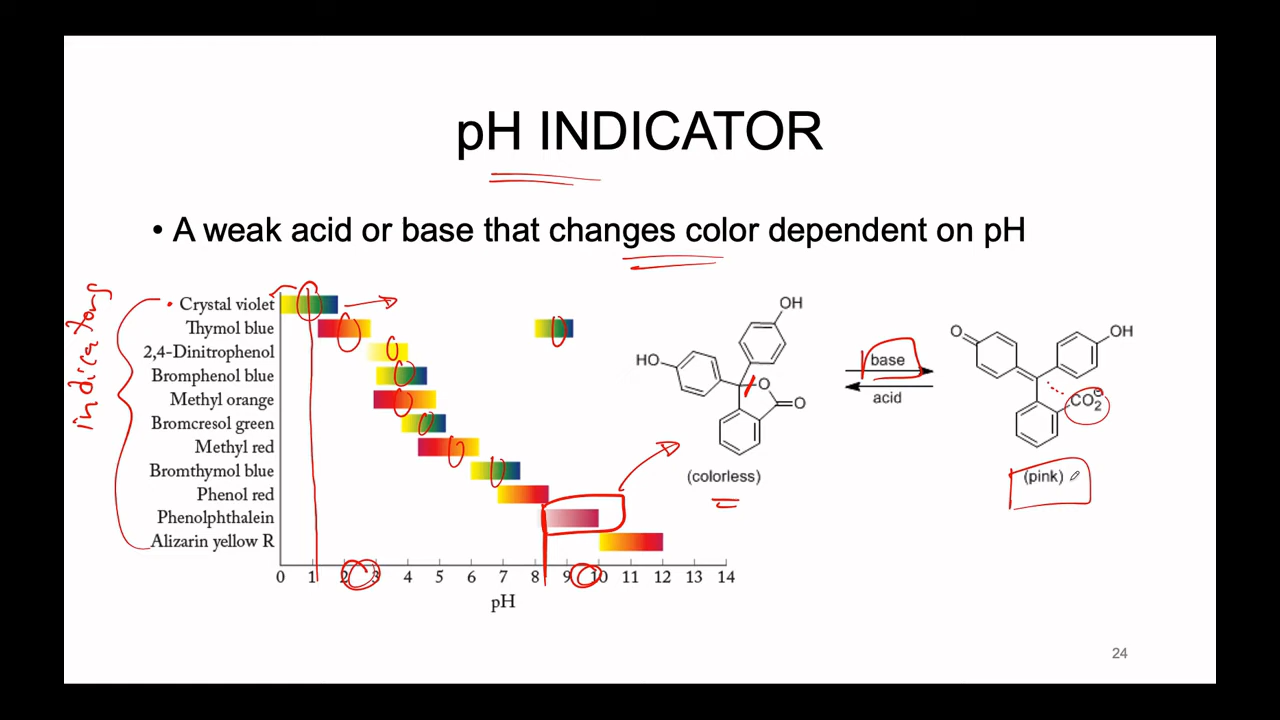 pH INDICATOR
• A weak acid or base that changes color dependent on pH
indicators
Crystal violet
Thymol blue
2,4-Dinitrophenol
Bromphenol blue
Methyl orange
Bromcresol green
Methyl red
Bromthymol blue
Phenol red
Phenolphthalein
Alizarin yellow R
0 1 2 3 4 5 6 7 8 9 10 11 12 13 14
pH
OH
HO
O
O
(colorless)
base
acid
O
OH
CO2⊖
(pink)
24